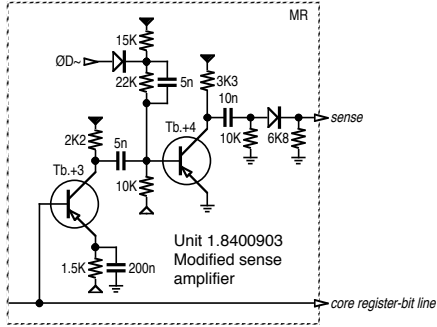 MR
15K
ØD~
22K
5n
3K3
10n
sense
Tb.+4
2K2
5n
10K
6K8
Tb.+3
10K
Unit 1.8400903
Modified sense
amplifier
1.5K
200n
core register-bit line